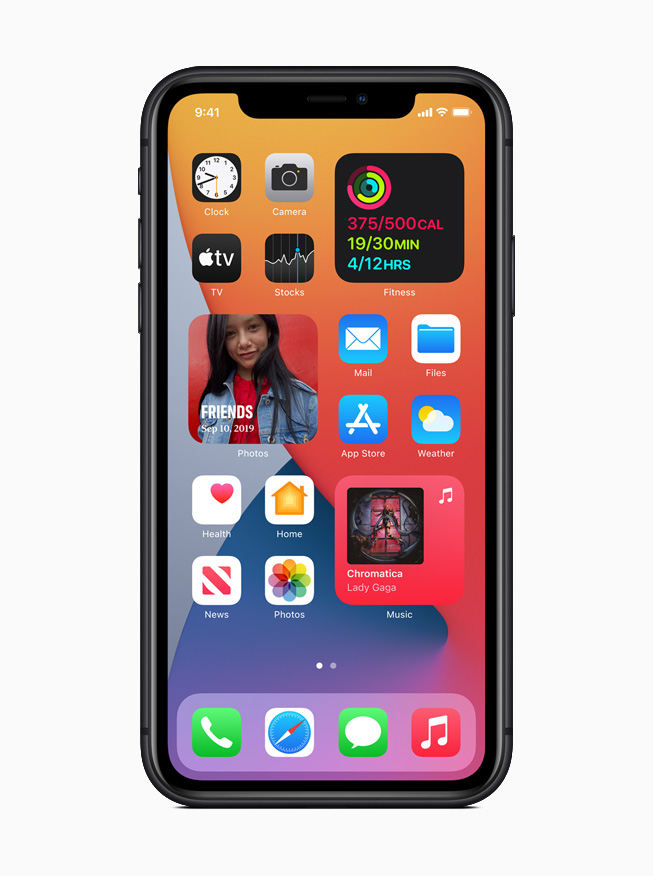 9:41
12
Clock
Camera
375/500CAL
19/30MIN
4/12HRS
tv
TV
Stocks
Fitness
FRIENDS
Sep 10, 2019
Photos
Mail
Files
App Store
Weather
Health
Home
Chromatica
Lady Gaga
News
Photos
Music